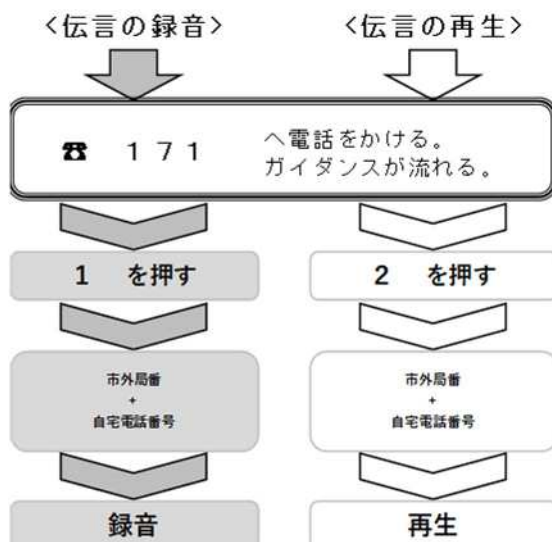 <伝言の録音>
<伝言の再生>
☎ 171 へ電話をかける。
ガイダンスが流れる。
1 を押す
2 を押す
市外局番
+
自宅電話番号
市外局番
+
自宅電話番号
録音
再生